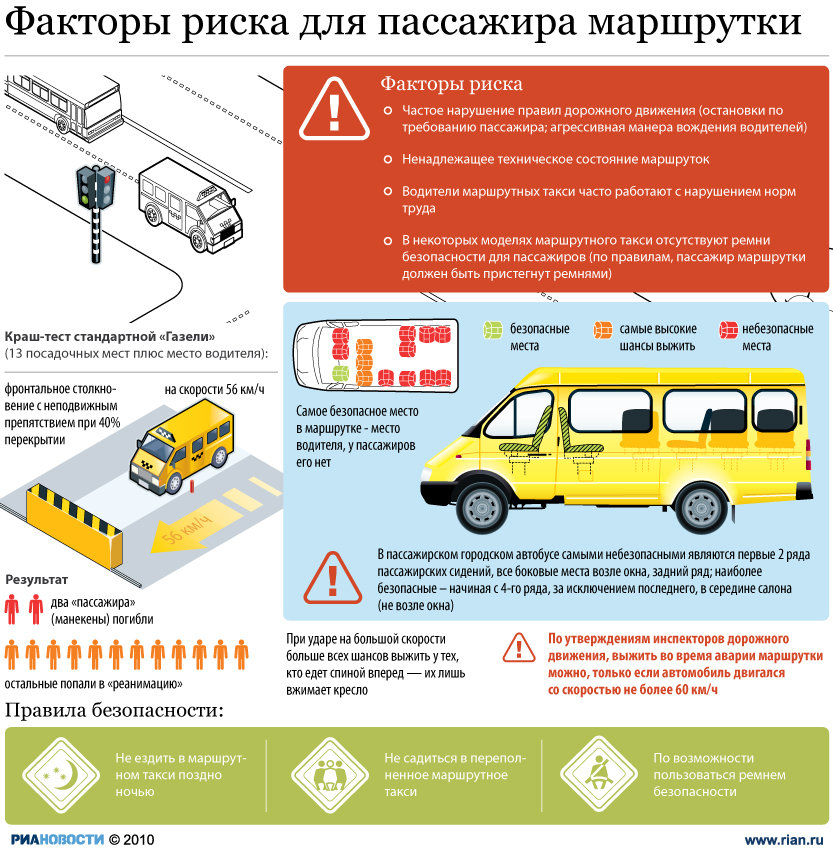 Факторы риска для пассажира маршрутки
Факторы риска
Частое нарушение правил дорожного движения (остановки по
требованию пассажира; агрессивная манера вождения водителей)
Ненадлежащее техническое состояние маршруток
Водители маршрутных такси часто работают с нарушением норм
труда
В некоторых моделях маршрутного такси отсутствуют ремни
безопасности для пассажиров (по правилам, пассажир маршрутки
должен быть пристегнут ремнями)
Краш-тест стандартной «Газели»
(13 посадочных мест плюс место водителя):
фронтальное столкно-
вение с неподвижным
препятствием при 40%
перекрытии
на скорости 56 км/ч
56 км/ч
Результат
два «пассажира»
(манекены) погибли
остальные попали в «реанимацию»
безопасные
места
самые высокие
шансы выжить
небезопасные
места
Самое безопасное место
в маршрутке - место
водителя, у пассажиров
его нет
В пассажирском городском автобусе самыми небезопасными являются первые 2 ряда
пассажирских сидений, все боковые места возле окна, задний ряд; наиболее
безопасные – начиная с 4-го ряда, за исключением последнего, в середине салона
(не возле окна)
При ударе на большой скорости
больше всех шансов выжить у тех,
кто едет спиной вперед — их лишь
вжимает кресло
По утверждениям инспекторов дорожного
движения, выжить во время аварии маршрутки
можно, только если автомобиль двигался
со скоростью не более 60 км/ч
Правила безопасности:
Не ездить в маршрут-
ном такси поздно
ночью
Не садиться в перепол-
ненное маршрутное
такси
По возможности
пользоваться ремнем
безопасности
РИАНОВОСТИ © 2010
www.rian.ru